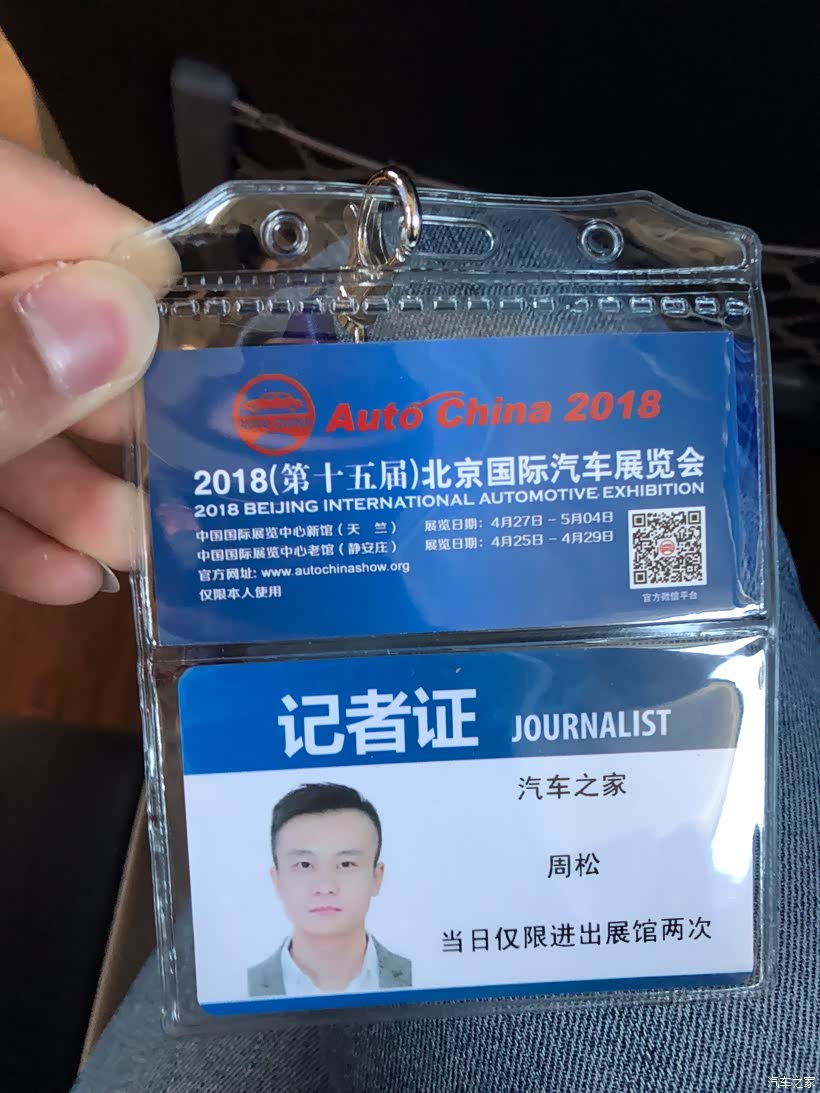 AUTO CHINA
Auto China 2018
2018(第十五届)北京国际汽车展览会
2018 BEIJING INTERNATIONAL AUTOMOTIVE EXHIBITION
中国国际展览中心新馆（天 竺） 展览日期：4月27日 - 5月04日
中国国际展览中心老馆（静安庄） 展览日期：4月25日 - 4月29日
官方网址: www.autochinashow.org
仅限本人使用
官方微信平台
记者证 JOURNALIST
汽车之家
周松
当日仅限进出展馆两次
汽车之家